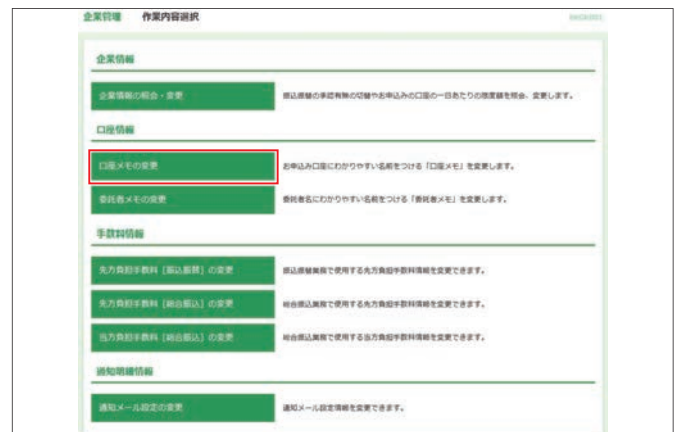 企業管理 作業内容選択
企業情報
企業情報の照会・変更 振込振替の承認有無の切替やお申込みの口座の一日あたりの限度額を照会、変更します。
口座情報
口座メモの変更 お申込み口座にわかりやすい名前をつける「口座メモ」を変更します。
委託者メモの変更 委託者名にわかりやすい名前をつける「委託者メモ」を変更します。
手数料情報
先方負担手数料［振込振替］の変更 振込振替業務で使用する先方負担手数料情報を変更できます。
先方負担手数料［総合振込］の変更 総合振込業務で使用する先方負担手数料情報を変更できます。
当方負担手数料［総合振込］の変更 総合振込業務で使用する当方負担手数料情報を変更できます。
通知明細情報
通知メール設定の変更 通知メール設定情報を変更できます。